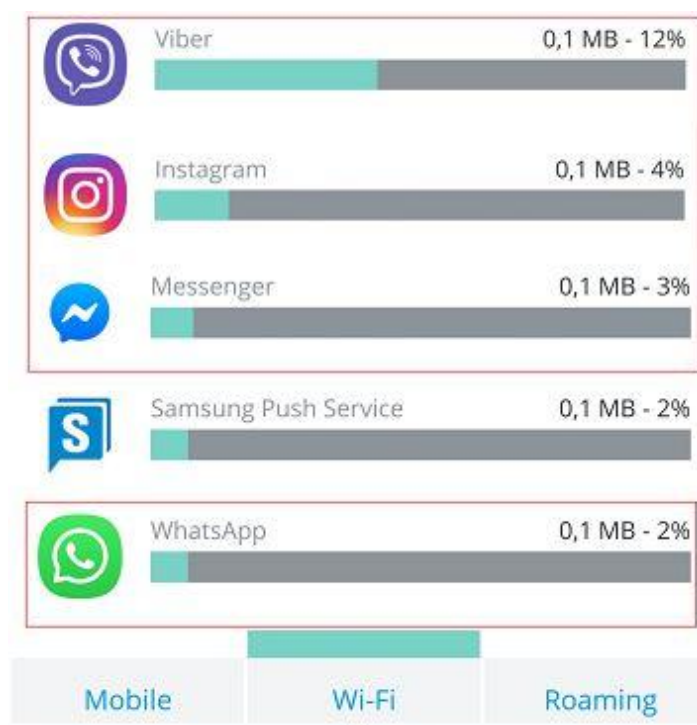 Viber 0,1 MB - 12%
Instagram 0,1 MB - 4%
Messenger 0,1 MB - 3%
S
Samsung Push Service 0,1 MB - 2%
WhatsApp 0,1 MB - 2%
Mobile Wi-Fi Roaming